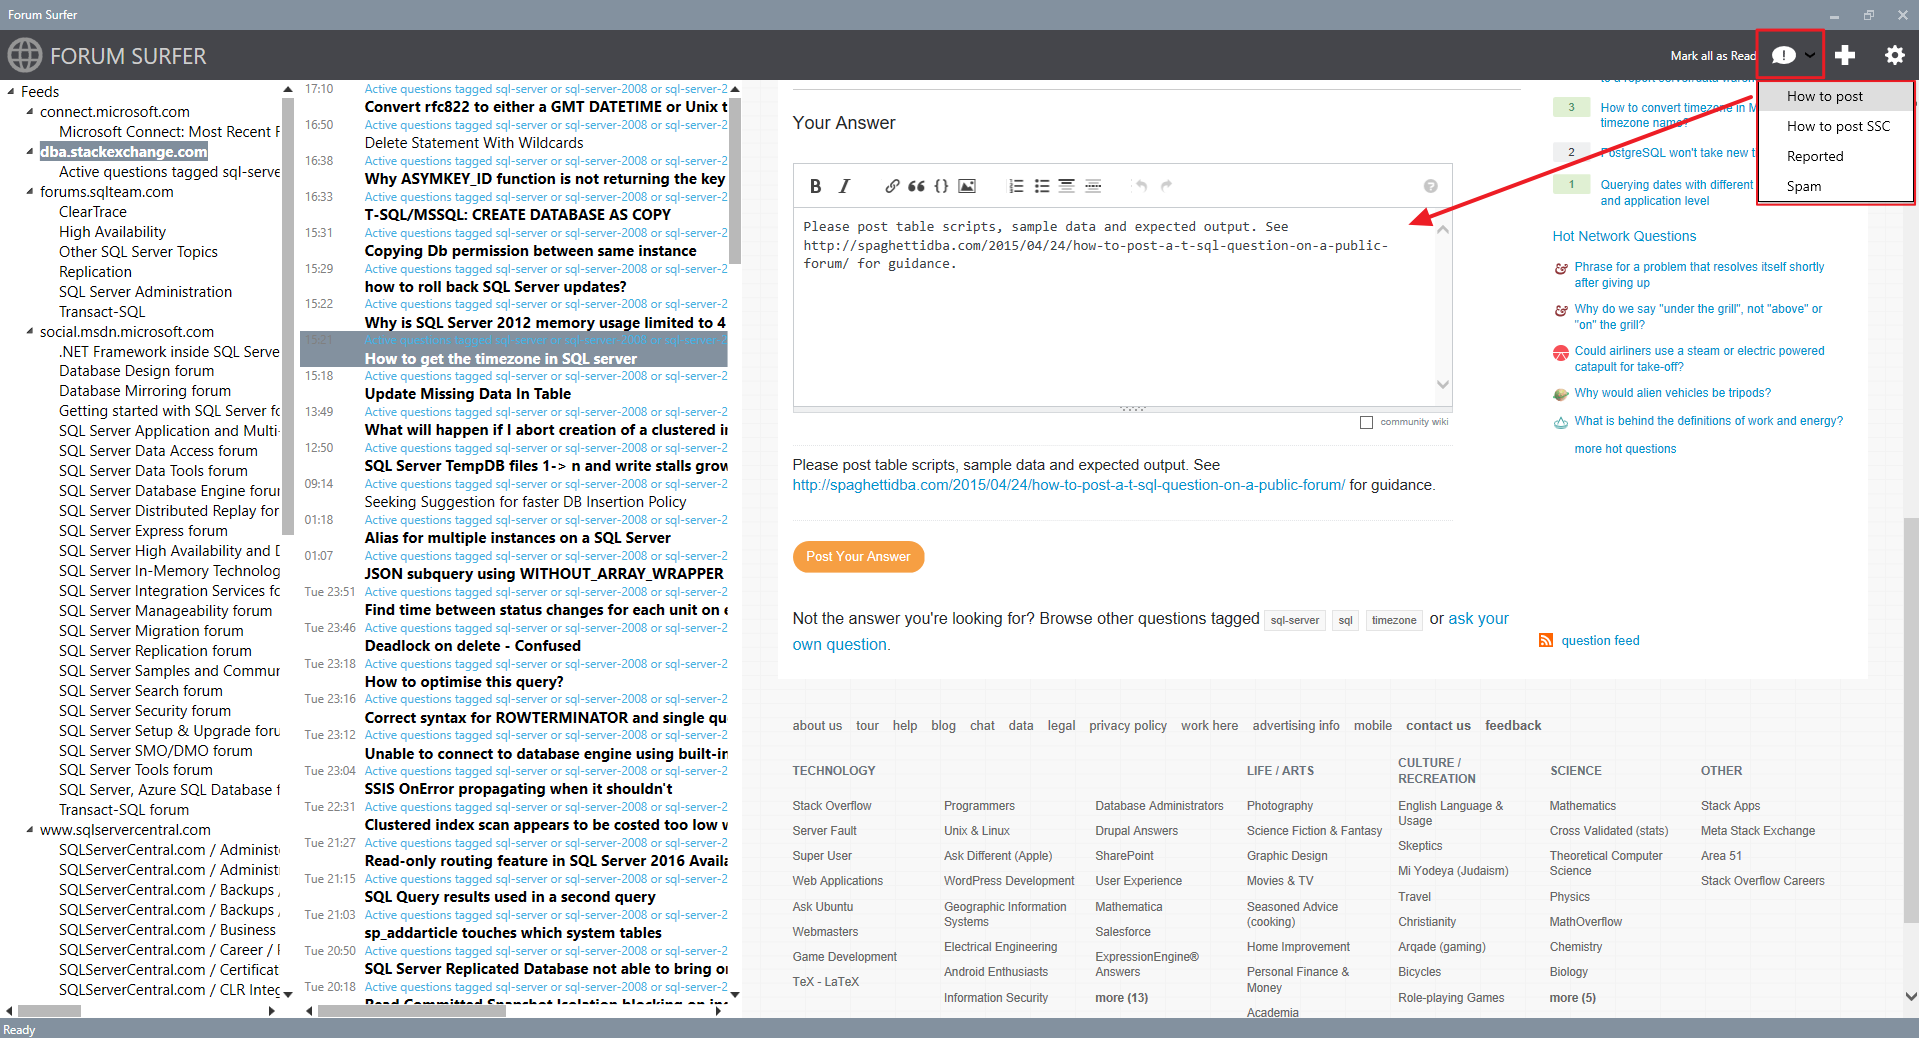 Forum Surfer
FORUM SURFER
Mark all as Read
How to post
How to post SSC
Reported
Spam
Feeds
connect.microsoft.com
Microsoft Connect: Most Recent F
dba.stackexchange.com
Active questions tagged sql-serve
forums.sqlteam.com
ClearTrace
High Availability
Other SQL Server Topics
Replication
SQL Server Administration
Transact-SQL
social.msdn.microsoft.com
.NET Framework inside SQL Serve
Database Design forum
Database Mirroring forum
Getting started with SQL Server fo
SQL Server Application and Multi-
SQL Server Data Access forum
SQL Server Data Tools forum
SQL Server Database Engine forur
SQL Server Distributed Replay for
SQL Server Express forum
SQL Server High Availability and D
SQL Server In-Memory Technolog
SQL Server Integration Services fo
SQL Server Manageability forum
SQL Server Migration forum
SQL Server Replication forum
SQL Server Samples and Commur
SQL Server Search forum
SQL Server Security forum
SQL Server Setup & Upgrade foru
SQL Server SMO/DMO forum
SQL Server Tools forum
SQL Server, Azure SQL Database f
Transact-SQL forum
www.sqlservercentral.com
SQLServerCentral.com / Administ
SQLServerCentral.com / Administ
SQLServerCentral.com / Backups /
SQLServerCentral.com / Backups /
SQLServerCentral.com / Business
SQLServerCentral.com / Career / F
SQLServerCentral.com / Certificat
SQLServerCentral.com / CLR Integ
17:10 Active questions tagged sql-server or sql-server-2008 or sql-server-2
Convert rfc822 to either a GMT DATETIME or Unix t
16:50 Active questions tagged sql-server or sql-server-2008 or sql-server-2
Delete Statement With Wildcards
16:38 Active questions tagged sql-server or sql-server-2008 or sql-server-2
Why ASYMKEY_ID function is not returning the key
16:33 Active questions tagged sql-server or sql-server-2008 or sql-server-2
T-SQL/MSSQL: CREATE DATABASE AS COPY
15:31 Active questions tagged sql-server or sql-server-2008 or sql-server-2
Copying Db permission between same instance
15:29 Active questions tagged sql-server or sql-server-2008 or sql-server-2
how to roll back SQL Server updates?
15:22 Active questions tagged sql-server or sql-server-2008 or sql-server-2
Why is SQL Server 2012 memory usage limited to 4
15:21 Active questions tagged sql-server or sql-server-2008 or sql-server-2
How to get the timezone in SQL server
15:18 Active questions tagged sql-server or sql-server-2008 or sql-server-2
Update Missing Data In Table
13:49 Active questions tagged sql-server or sql-server-2008 or sql-server-2
What will happen if I abort creation of a clustered in
12:50 Active questions tagged sql-server or sql-server-2008 or sql-server-2
SQL Server TempDB files 1-> n and write stalls grow
09:14 Active questions tagged sql-server or sql-server-2008 or sql-server-2
Seeking Suggestion for faster DB Insertion Policy
01:18 Active questions tagged sql-server or sql-server-2008 or sql-server-2
Alias for multiple instances on a SQL Server
01:07 Active questions tagged sql-server or sql-server-2008 or sql-server-2
JSON subquery using WITHOUT_ARRAY_WRAPPER
Tue 23:51 Active questions tagged sql-server or sql-server-2008 or sql-server-2
Find time between status changes for each unit on e
Tue 23:46 Active questions tagged sql-server or sql-server-2008 or sql-server-2
Deadlock on delete - Confused
Tue 23:18 Active questions tagged sql-server or sql-server-2008 or sql-server-2
How to optimise this query?
Tue 23:16 Active questions tagged sql-server or sql-server-2008 or sql-server-2
Correct syntax for ROWTERMINATOR and single quo
Tue 23:12 Active questions tagged sql-server or sql-server-2008 or sql-server-2
Unable to connect to database engine using built-in
Tue 23:04 Active questions tagged sql-server or sql-server-2008 or sql-server-2
SSIS OnError propagating when it shouldn't
Tue 22:31 Active questions tagged sql-server or sql-server-2008 or sql-server-2
Clustered index scan appears to be costed too low w
Tue 21:27 Active questions tagged sql-server or sql-server-2008 or sql-server-2
Read-only routing feature in SQL Server 2016 Availa
Tue 21:15 Active questions tagged sql-server or sql-server-2008 or sql-server-2
SQL Query results used in a second query
Tue 21:03 Active questions tagged sql-server or sql-server-2008 or sql-server-2
sp_addarticle touches which system tables
Tue 20:50 Active questions tagged sql-server or sql-server-2008 or sql-server-2
SQL Server Replicated Database not able to bring or
Tue 20:18 Active questions tagged sql-server or sql-server-2008 or sql-server-2
Read Committed Snapshot Isolation blocking on ins
Your Answer
B I
Please post table scripts, sample data and expected output. See
http://spaghettidba.com/2015/04/24/how-to-post-a-t-sql-question-on-a-public-
forum/ for guidance.
community wiki
Please post table scripts, sample data and expected output. See
http://spaghettidba.com/2015/04/24/how-to-post-a-t-sql-question-on-a-public-forum/ for guidance.
Post Your Answer
Not the answer you're looking for? Browse other questions tagged sql-server sql timezone or ask your
own question.
3 How to convert timezone in M
timezone name?
2 PostgreSQL won't take new t
1 Querying dates with different
and application level
Hot Network Questions
Phrase for a problem that resolves itself shortly
after giving up
Why do we say "under the grill", not "above" or
"on" the grill?
Could airliners use a steam or electric powered
catapult for take-off?
Why would alien vehicles be tripods?
What is behind the definitions of work and energy?
more hot questions
question feed
about us tour help blog chat data legal privacy policy work here advertising info mobile contact us feedback
TECHNOLOGY
Stack Overflow
Server Fault
Super User
Web Applications
Ask Ubuntu
Webmasters
Game Development
TeX - LaTeX
Programmers
Unix & Linux
Ask Different (Apple)
WordPress Development
Geographic Information
Systems
Electrical Engineering
Android Enthusiasts
Information Security
Database Administrators
Drupal Answers
SharePoint
User Experience
Mathematica
Salesforce
ExpressionEngine®
Answers
more (13)
LIFE / ARTS
Photography
Science Fiction & Fantasy
Graphic Design
Movies & TV
Seasoned Advice
(cooking)
Home Improvement
Personal Finance &
Money
Academia
CULTURE /
RECREATION
English Language &
Usage
Skeptics
Mi Yodeya (Judaism)
Travel
Christianity
Arqade (gaming)
Bicycles
Role-playing Games
SCIENCE
Mathematics
Cross Validated (stats)
Theoretical Computer
Science
Physics
MathOverflow
Chemistry
Biology
more (5)
OTHER
Stack Apps
Meta Stack Exchange
Area 51
Stack Overflow Careers
Ready